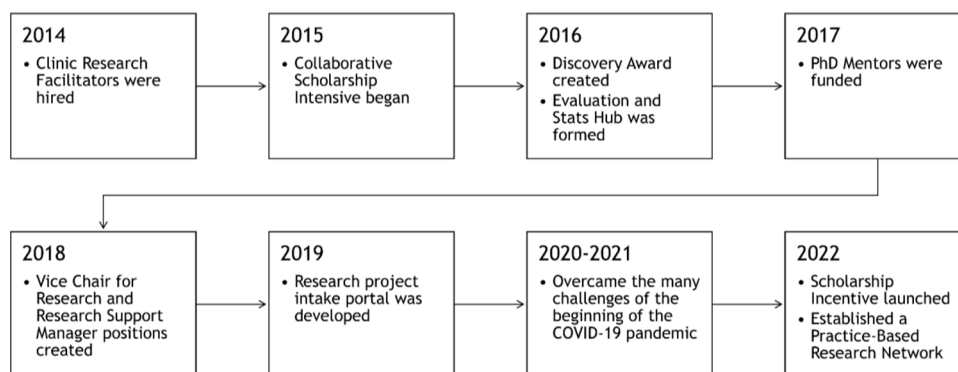 2014
• Clinic Research
Facilitators were
hired
2015
• Collaborative
Scholarship
Intensive began
2016
• Discovery Award
created
• Evaluation and
Stats Hub was
formed
2017
• PhD Mentors were
funded
2018
• Vice Chair for
Research and
Research Support
Manager positions
created
2019
• Research project
intake portal was
developed
2020-2021
• Overcame the many
challenges of the
beginning of the
COVID-19 pandemic
2022
• Scholarship
Incentive launched
• Established a
Practice-Based
Research Network